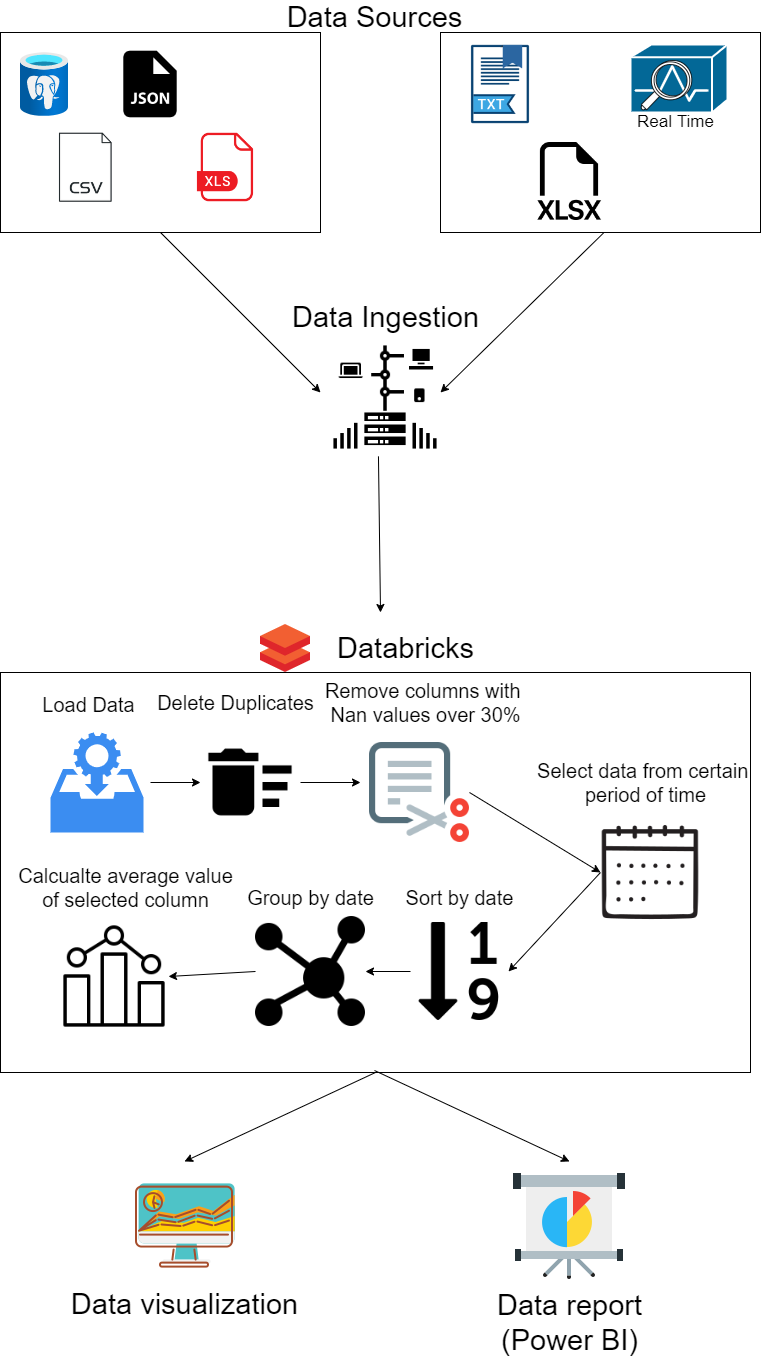 Data Sources
JSON
CSV
XLS
TXT
Real Time
XLSX
Data Ingestion
Databricks
Load Data
Delete Duplicates
Remove columns with
Nan values over 30%
Select data from certain
period of time
Calcualte average value
of selected column
Group by date
Sort by date
1
9
Data visualization
Data report
(Power BI)